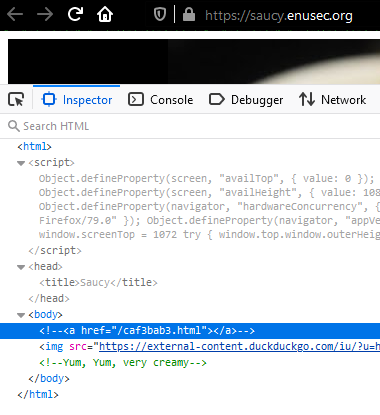 https://saucy.enusec.org
Inspector Console Debugger Network
Search HTML
<html>
<script>
Object.defineProperty(screen, "availTop", { value: 0 });
Object.defineProperty(screen, "availHeight", { value: 108
Object.defineProperty(navigator, "hardwareConcurrency", {
Firefox/79.0" }); Object.defineProperty(navigator, "appVe
window.screenTop = 1072 try { window.top.window.outerHeig
</script>
<head>
<title>Saucy</title>
</head>
<body>
<!--<a href="/caf3bab3.html"></a>-->
<img src="https://external-content.duckduckgo.com/iu/?u=h
<!--Yum, Yum, very creamy-->
</body>
</html>